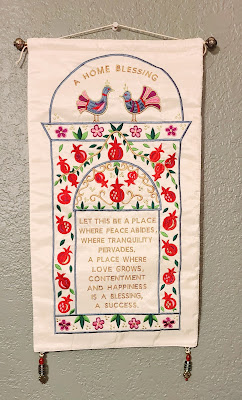 A HOME BLESSING
LET THIS BE A PLACE
WHERE PEACE ABIDES,
WHERE TRANQUILITY
PERVADES,
A PLACE WHERE
LOVE GROWS,
CONTENTMENT
AND HAPPINESS
IS A BLESSING,
A SUCCESS.